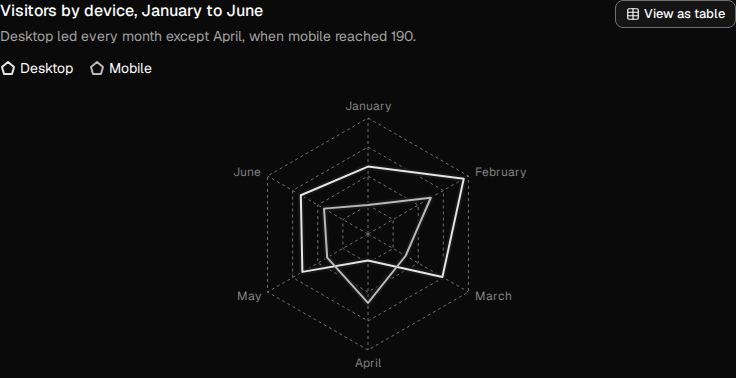 Visitors by device, January to June
View as table
Desktop led every month except April, when mobile reached 190.
Desktop Mobile
January
June February
May March
April